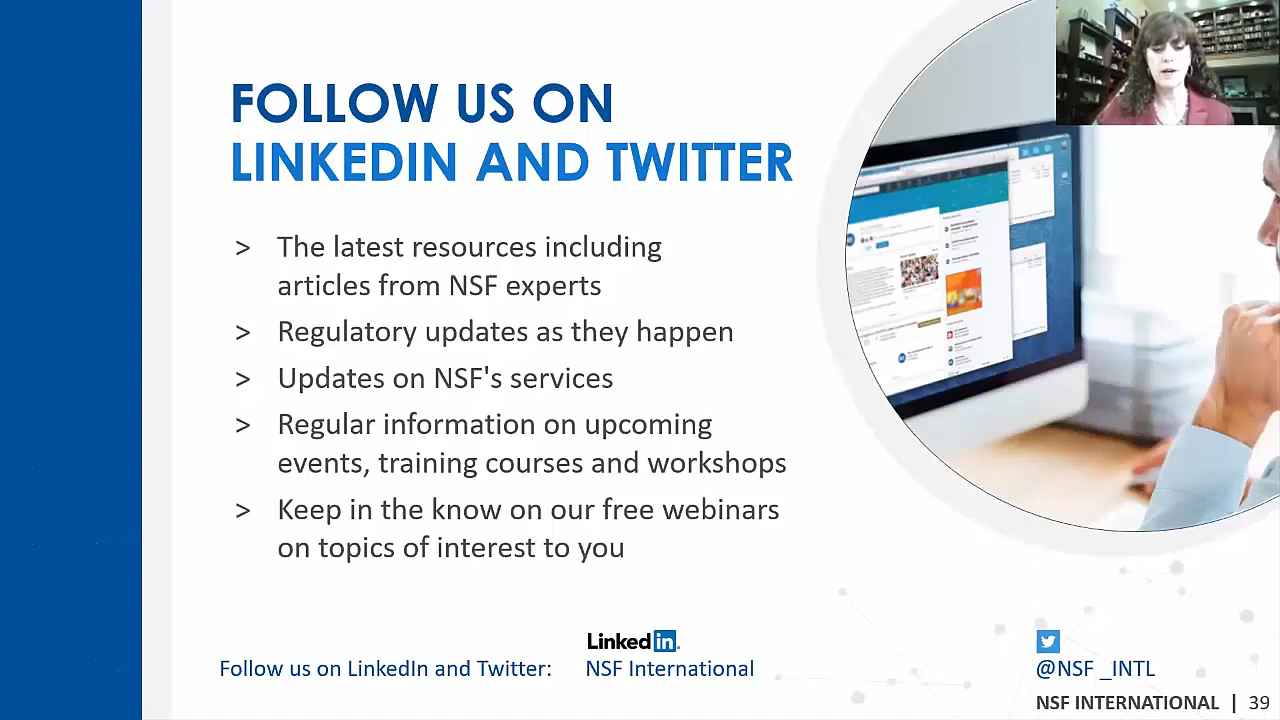 FOLLOW US ON
LINKEDIN AND TWITTER
> The latest resources including
articles from NSF experts
> Regulatory updates as they happen
> Updates on NSF's services
> Regular information on upcoming
events, training courses and workshops
> Keep in the know on our free webinars
on topics of interest to you
Linked in.
Follow us on LinkedIn and Twitter: NSF International @NSF _INTL
NSF INTERNATIONAL | 39